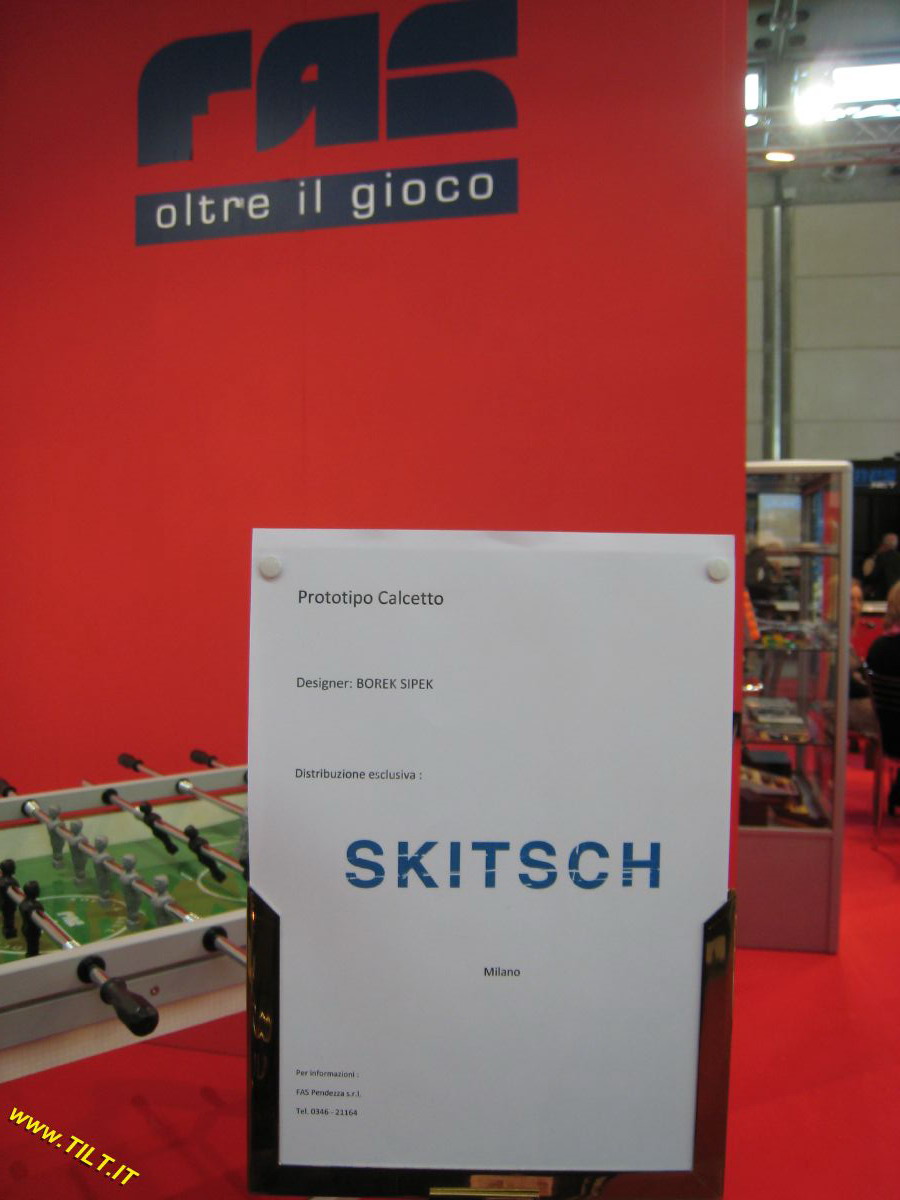 FAS
oltre il gioco
Prototipo Calcetto
Designer: BOREK SIPEK
Distribuzione esclusiva :
SKITSCH
Milano
Per informazioni :
FAS Pendezza s.r.l.
Tel. 0346 - 21164
www.TILT.IT